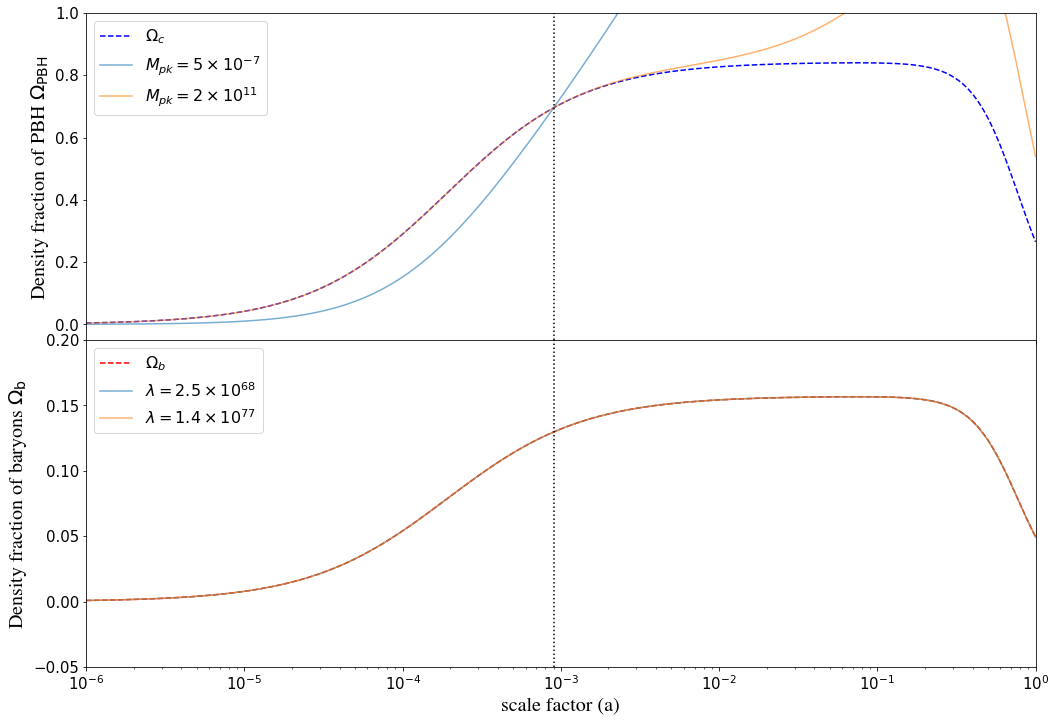 Density fraction of PBH Ω_PBH
1.0
0.8
0.6
0.4
0.2
0.0
Ω_c
M_pk = 5 × 10^−7
M_pk = 2 × 10^11
Density fraction of baryons Ω_b
0.20
0.15
0.10
0.05
0.00
−0.05
Ω_b
λ = 2.5 × 10^68
λ = 1.4 × 10^77
10^−6 10^−5 10^−4 10^−3 10^−2 10^−1 10^0
scale factor (a)